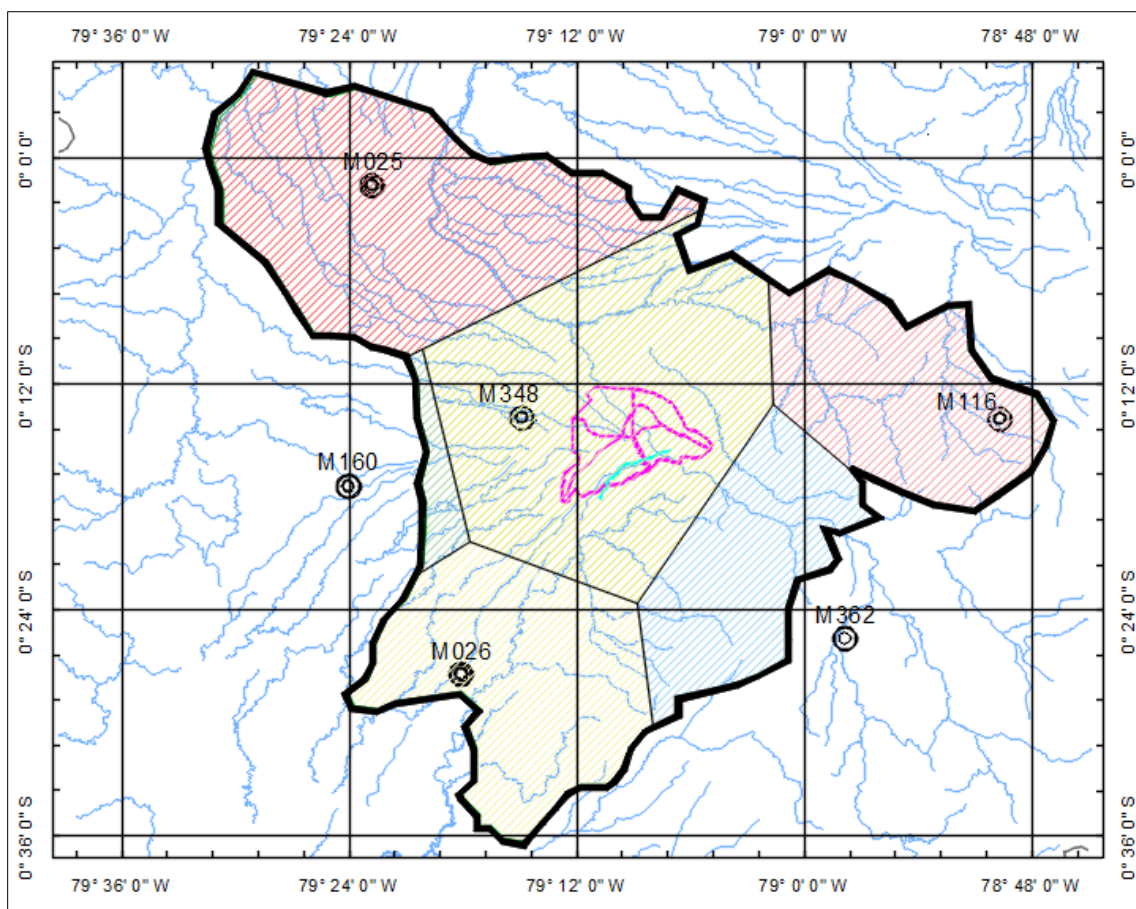 79° 36' 0" W 79° 24' 0" W 79° 12' 0" W 79° 0' 0" W 78° 48' 0" W
0° 0' 0"
0° 0' 0"
M025
0° 12' 0" S
0° 12' 0" S
M348
M116
M160
0° 24' 0" S
0° 24' 0" S
M362
M026
0° 36' 0" S
0° 36' 0" S
79° 36' 0" W 79° 24' 0" W 79° 12' 0" W 79° 0' 0" W 78° 48' 0" W